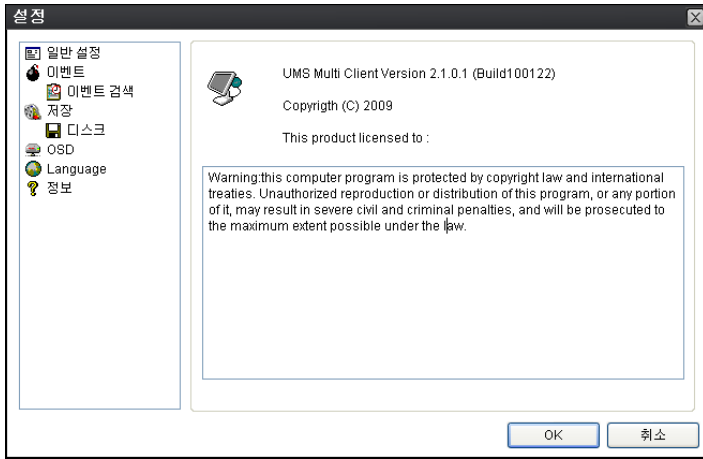 설정
일반 설정
이벤트
이벤트 검색
저장
디스크
OSD
Language
정보
UMS Multi Client Version 2.1.0.1 (Build100122)
Copyrigth (C) 2009
This product licensed to :
Warning:this computer program is protected by copyright law and international
treaties. Unauthorized reproduction or distribution of this program, or any portion
of it, may result in severe civil and criminal penalties, and will be prosecuted to
the maximum extent possible under the law.
OK
취소